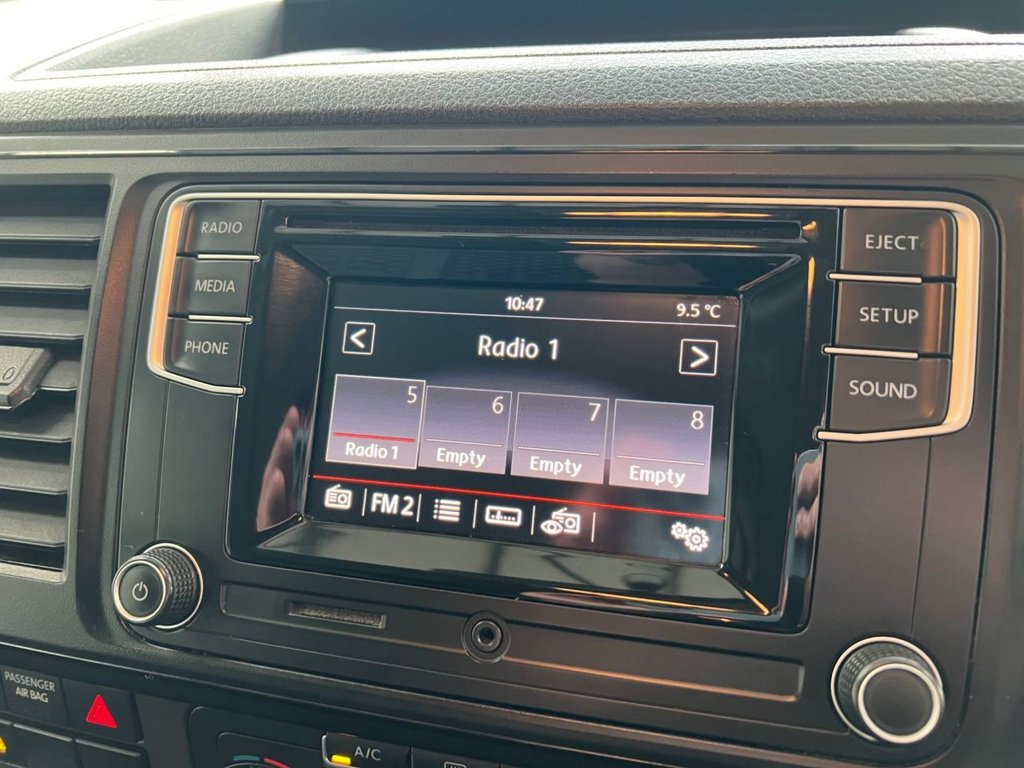 RADIO
MEDIA
PHONE
EJECT
SETUP
SOUND
10:47
9.5 °C
< Radio 1 >
5 6 7 8
Radio 1 Empty Empty Empty
FM 2
0
PASSENGER
AIR BAG
A/C